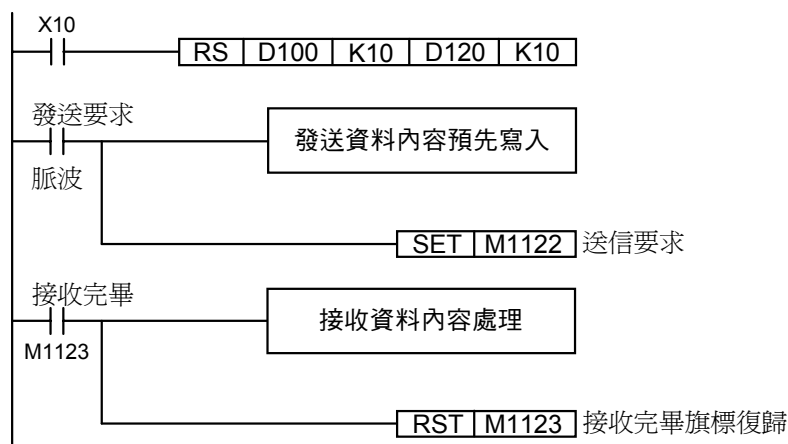 X10
RS D100 K10 D120 K10
發送要求
發送資料內容預先寫入
脈波
SET M1122 送信要求
接收完畢
接收資料內容處理
M1123
RST M1123 接收完畢旗標復歸